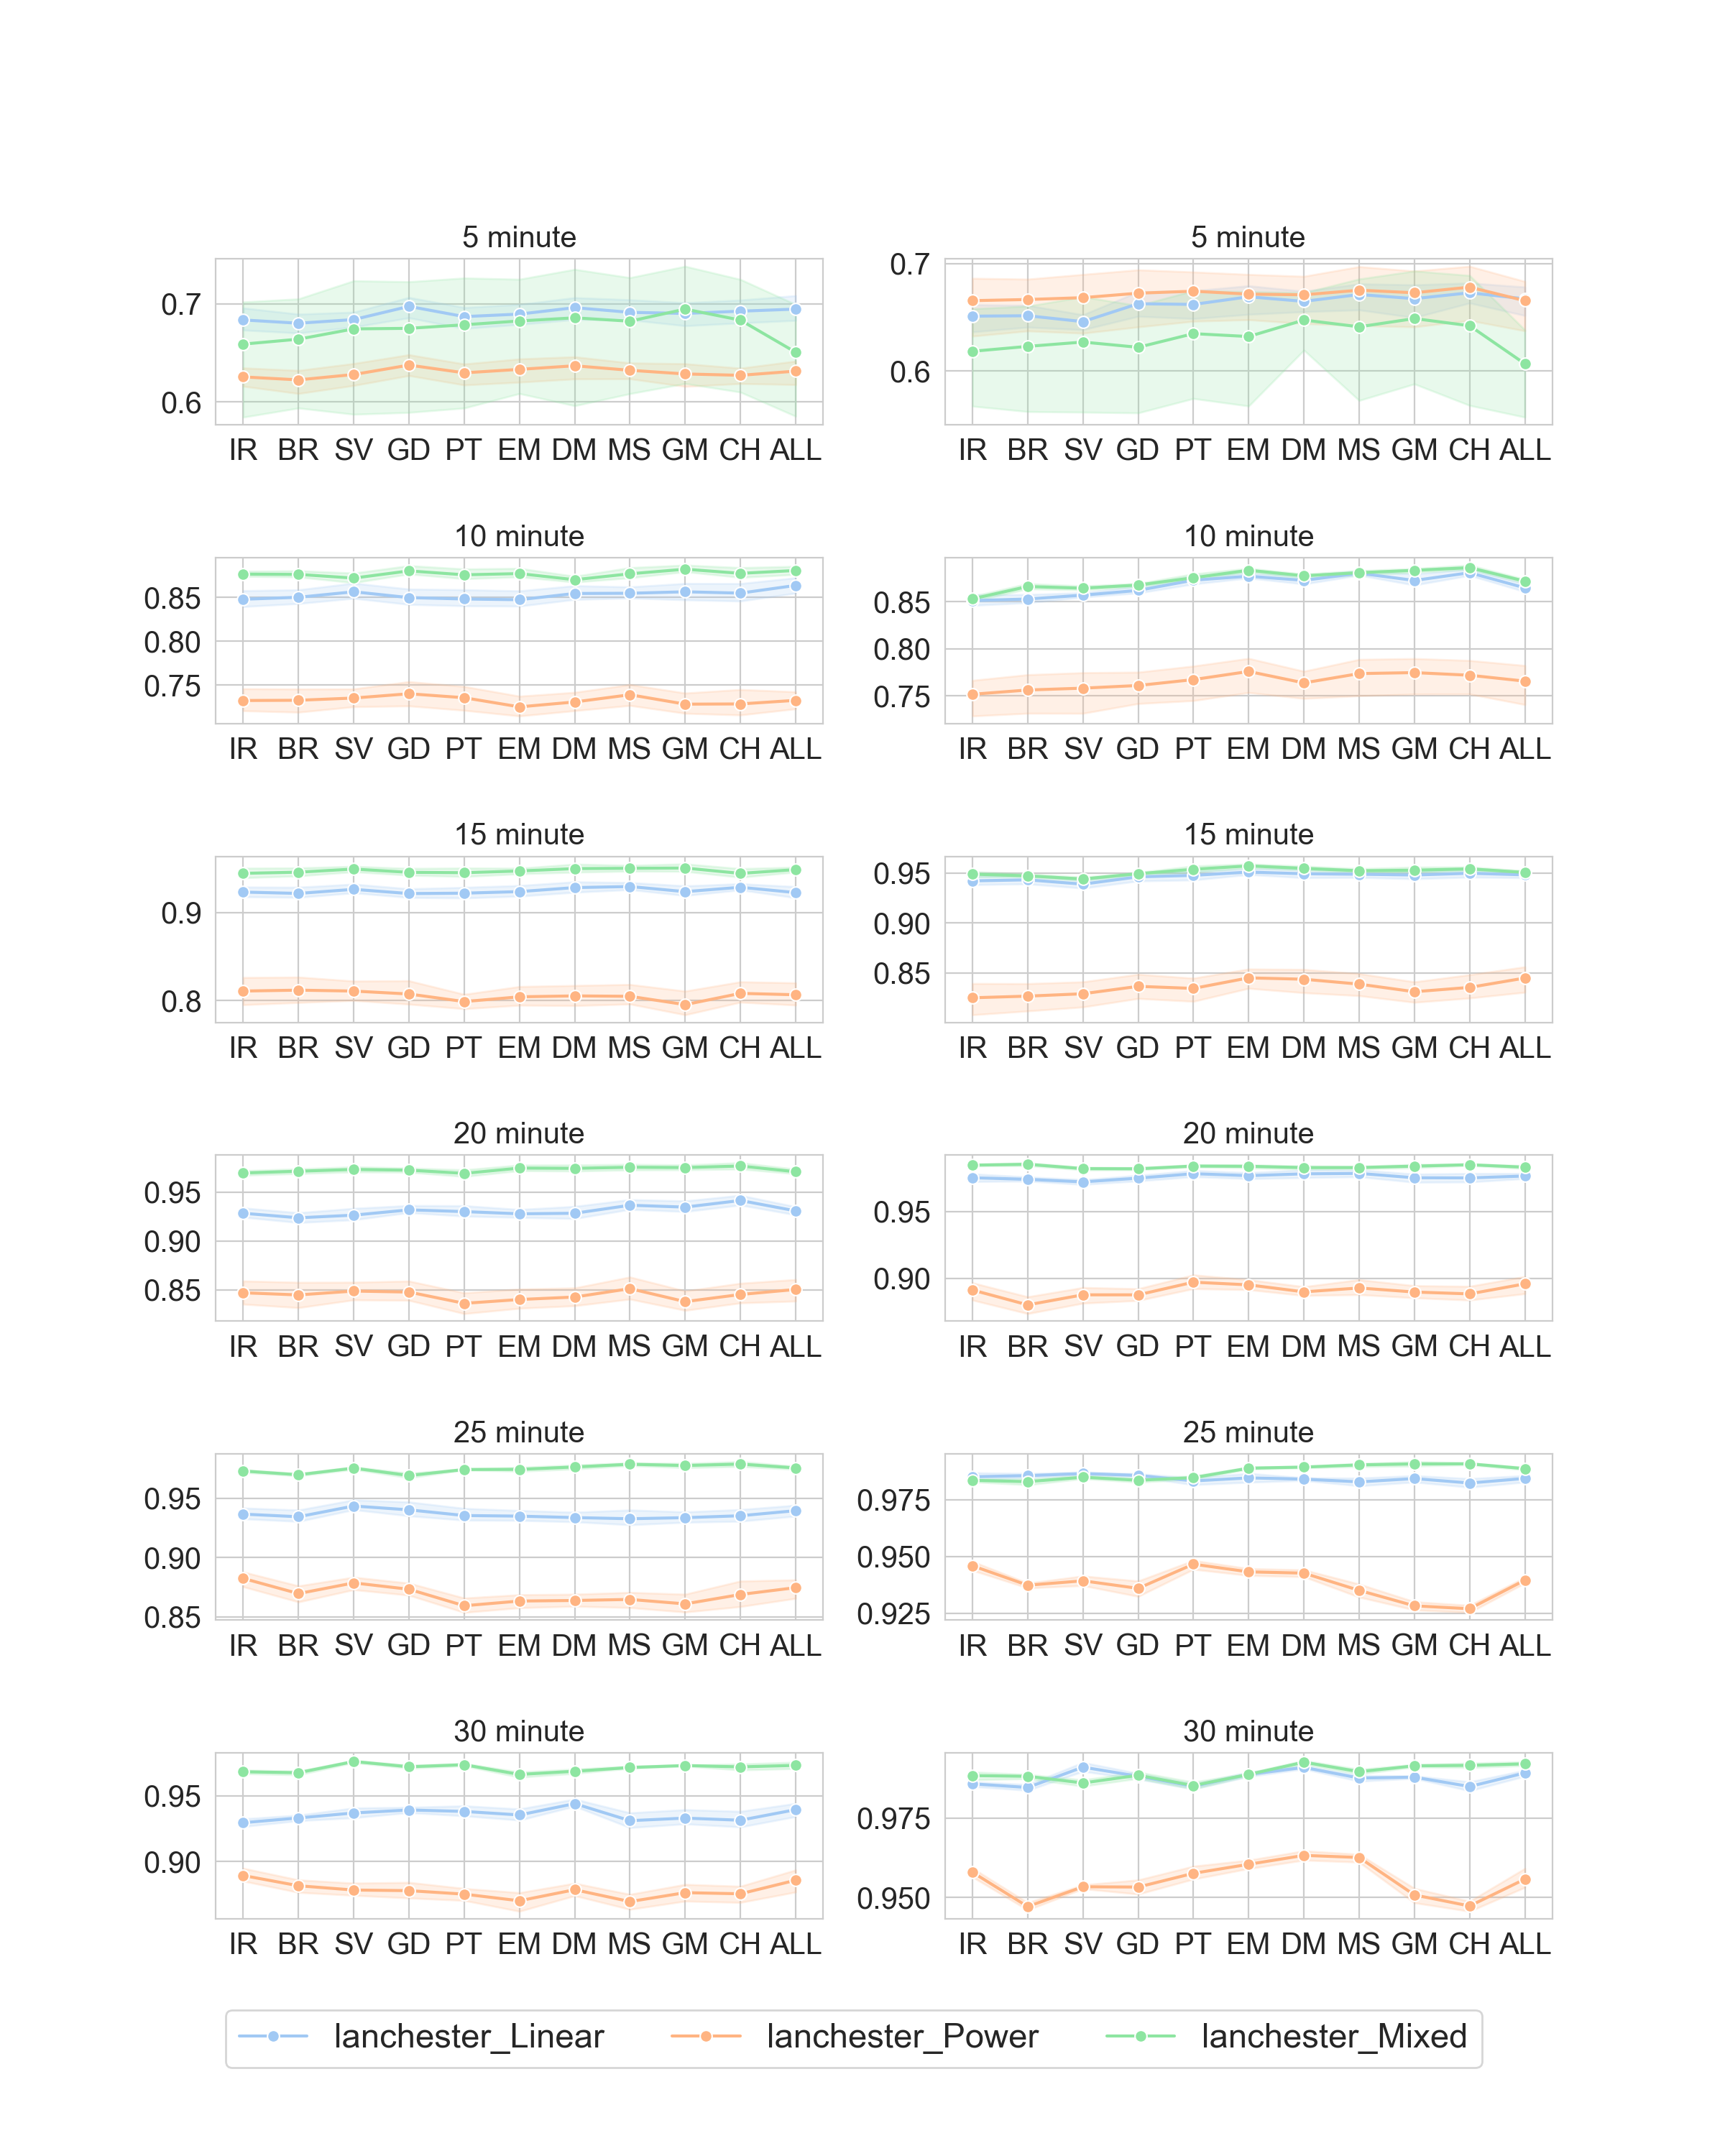 5 minute
0.7
0.6
IR BR SV GD PT EM DM MS GM CH ALL
5 minute
0.7
0.6
IR BR SV GD PT EM DM MS GM CH ALL
10 minute
0.85
0.80
0.75
IR BR SV GD PT EM DM MS GM CH ALL
10 minute
0.85
0.80
0.75
IR BR SV GD PT EM DM MS GM CH ALL
15 minute
0.9
0.8
IR BR SV GD PT EM DM MS GM CH ALL
15 minute
0.95
0.90
0.85
IR BR SV GD PT EM DM MS GM CH ALL
20 minute
0.95
0.90
0.85
IR BR SV GD PT EM DM MS GM CH ALL
20 minute
0.95
0.90
IR BR SV GD PT EM DM MS GM CH ALL
25 minute
0.95
0.90
0.85
IR BR SV GD PT EM DM MS GM CH ALL
25 minute
0.975
0.950
0.925
IR BR SV GD PT EM DM MS GM CH ALL
30 minute
0.95
0.90
IR BR SV GD PT EM DM MS GM CH ALL
30 minute
0.975
0.950
IR BR SV GD PT EM DM MS GM CH ALL
lanchester_Linear lanchester_Power lanchester_Mixed